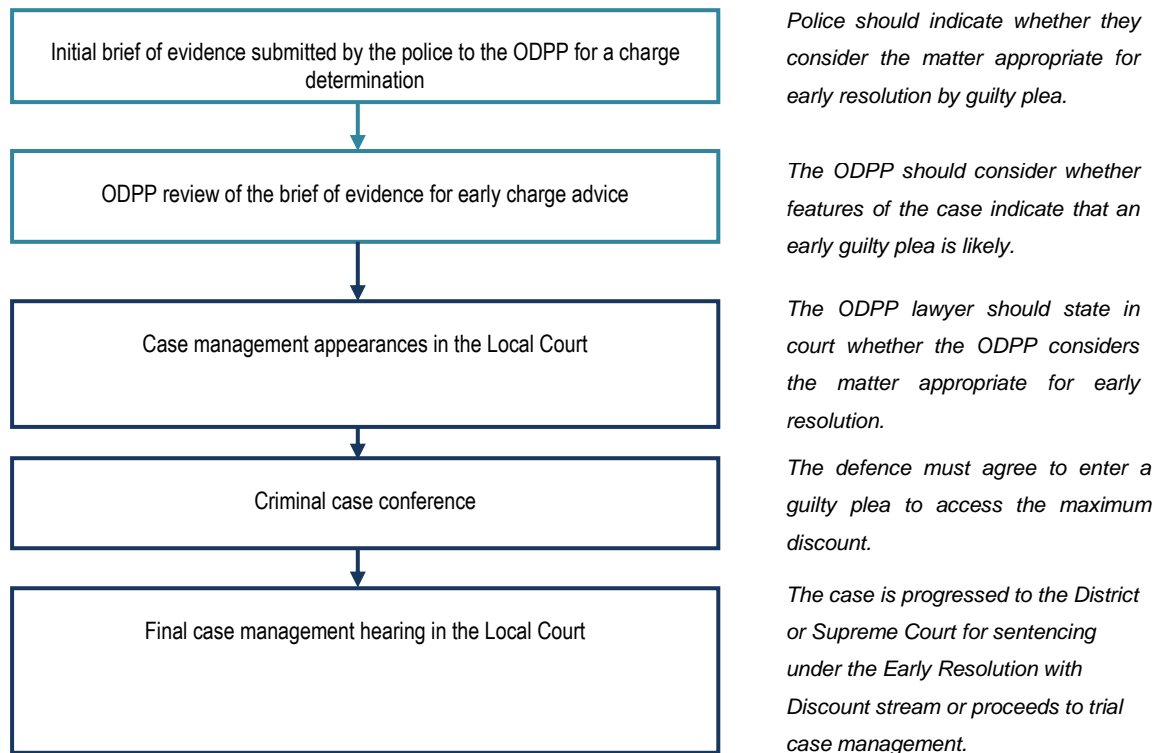 Initial brief of evidence submitted by the police to the ODPP for a charge
determination
Police should indicate whether they
consider the matter appropriate for
early resolution by guilty plea.
ODPP review of the brief of evidence for early charge advice
The ODPP should consider whether
features of the case indicate that an
early guilty plea is likely.
Case management appearances in the Local Court
The ODPP lawyer should state in
court whether the ODPP considers
the matter appropriate for early
resolution.
Criminal case conference
The defence must agree to enter a
guilty plea to access the maximum
discount.
Final case management hearing in the Local Court
The case is progressed to the District
or Supreme Court for sentencing
under the Early Resolution with
Discount stream or proceeds to trial
case management.